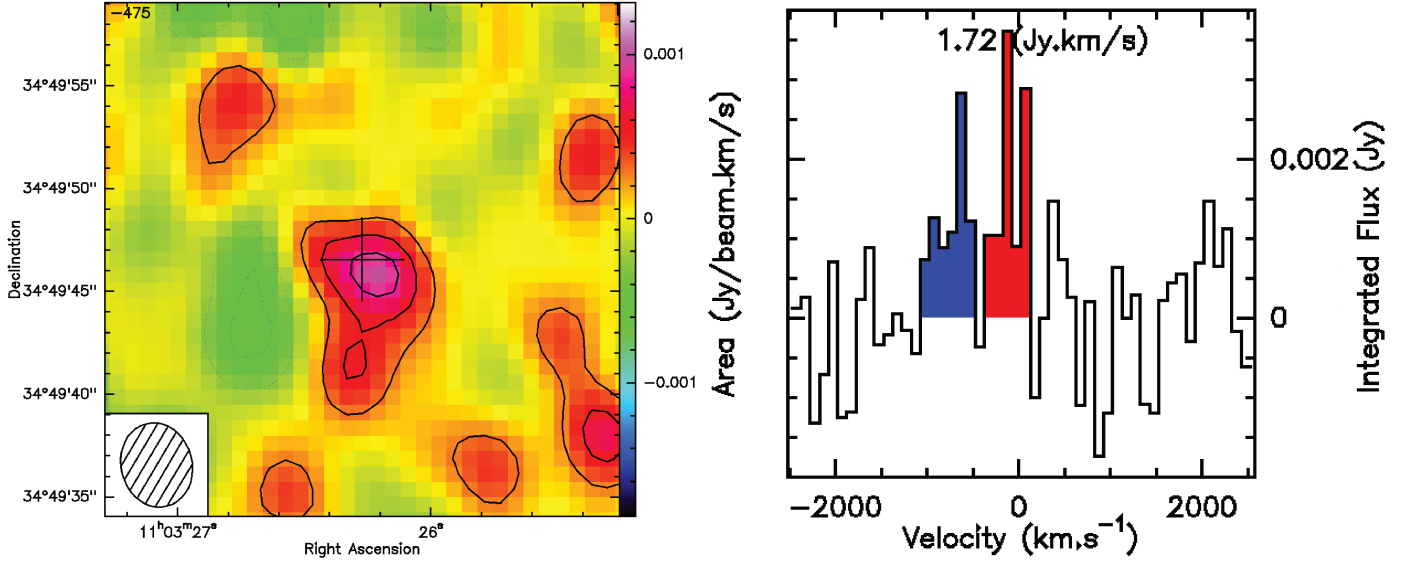 −475
34°49'55"
34°49'50"
34°49'45"
34°49'40"
34°49'35"
Declination
11ʰ03ᵐ27ˢ
26ˢ
Right Ascension
0.001
0
−0.001
1.72 (Jy.km/s)
Area (Jy/beam.km/s)
0.002
0
Integrated Flux (Jy)
−2000
0
2000
Velocity (km.s⁻¹)